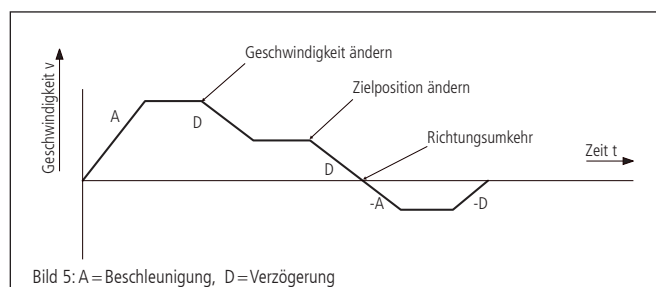 Geschwindigkeit ändern
Geschwindigkeit v
Zielposition ändern
A
D
Richtungsumkehr
Zeit t
D
-A
-D
Bild 5: A = Beschleunigung, D = Verzögerung